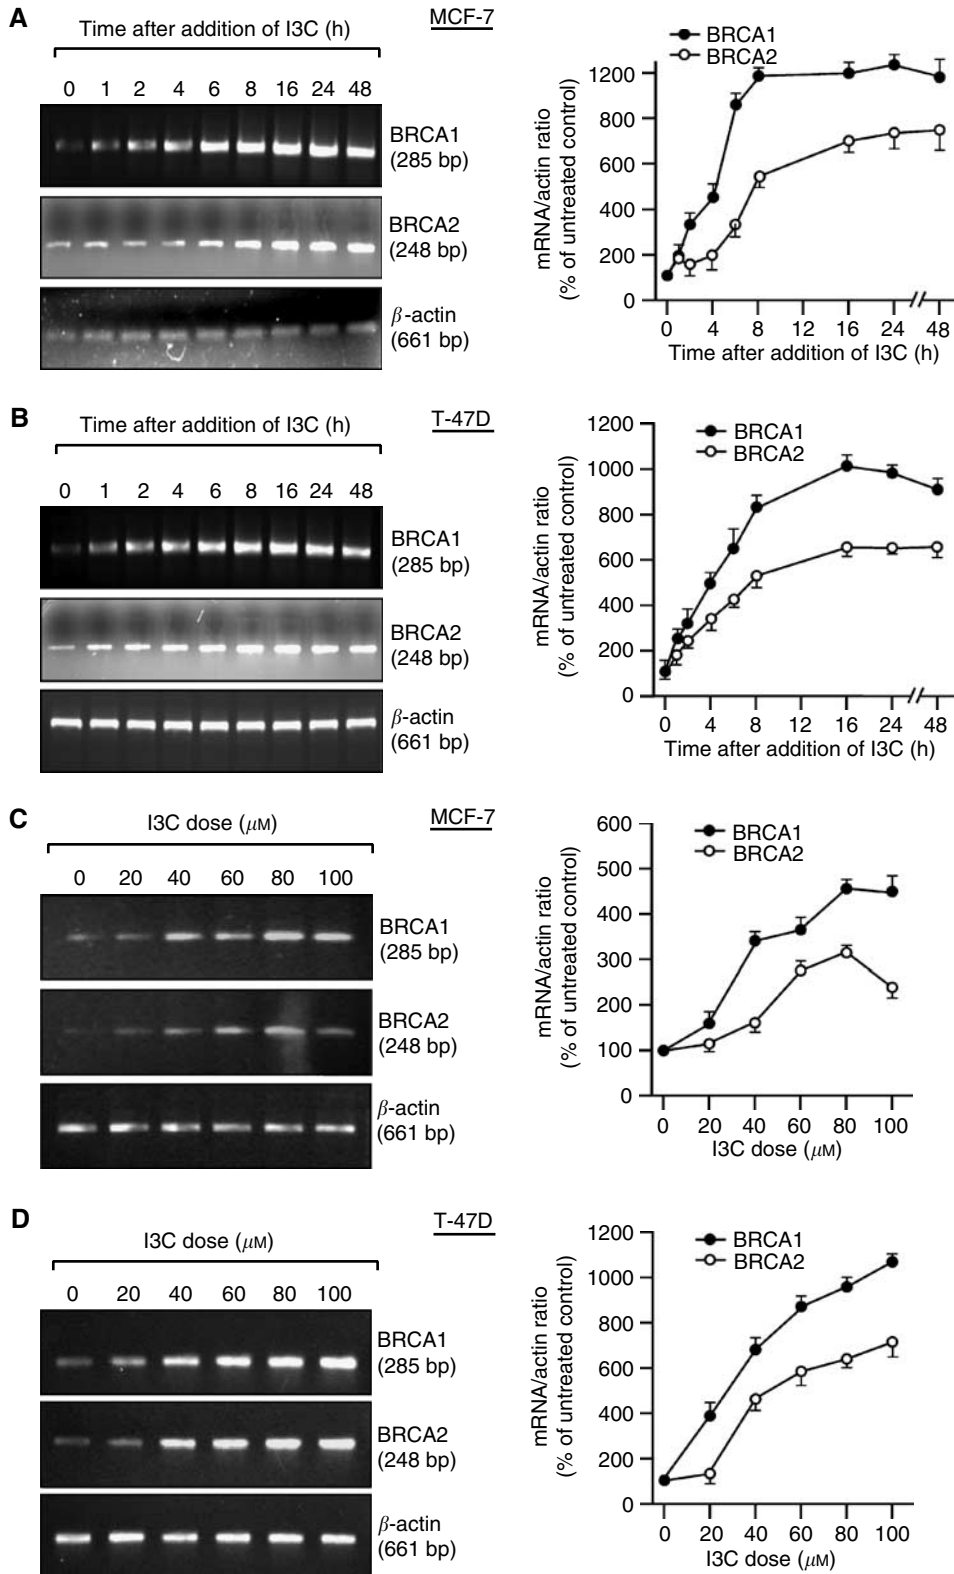 A
MCF-7
Time after addition of I3C (h)
0 1 2 4 6 8 16 24 48
BRCA1
(285 bp)
BRCA2
(248 bp)
β-actin
(661 bp)
BRCA1
BRCA2
1200
1000
800
600
400
200
0
mRNA/actin ratio
(% of untreated control)
0 4 8 12 16 24 48
Time after addition of I3C (h)
B
T-47D
Time after addition of I3C (h)
0 1 2 4 6 8 16 24 48
BRCA1
(285 bp)
BRCA2
(248 bp)
β-actin
(661 bp)
BRCA1
BRCA2
1200
1000
800
600
400
200
0
mRNA/actin ratio
(% of untreated control)
0 4 8 12 16 24 48
Time after addition of I3C (h)
C
MCF-7
I3C dose (μM)
0 20 40 60 80 100
BRCA1
(285 bp)
BRCA2
(248 bp)
β-actin
(661 bp)
BRCA1
BRCA2
600
500
400
300
200
100
0
mRNA/actin ratio
(% of untreated control)
0 20 40 60 80 100
I3C dose (μM)
D
T-47D
I3C dose (μM)
0 20 40 60 80 100
BRCA1
(285 bp)
BRCA2
(248 bp)
β-actin
(661 bp)
BRCA1
BRCA2
1200
1000
800
600
400
200
0
mRNA/actin ratio
(% of untreated control)
0 20 40 60 80 100
I3C dose (μM)